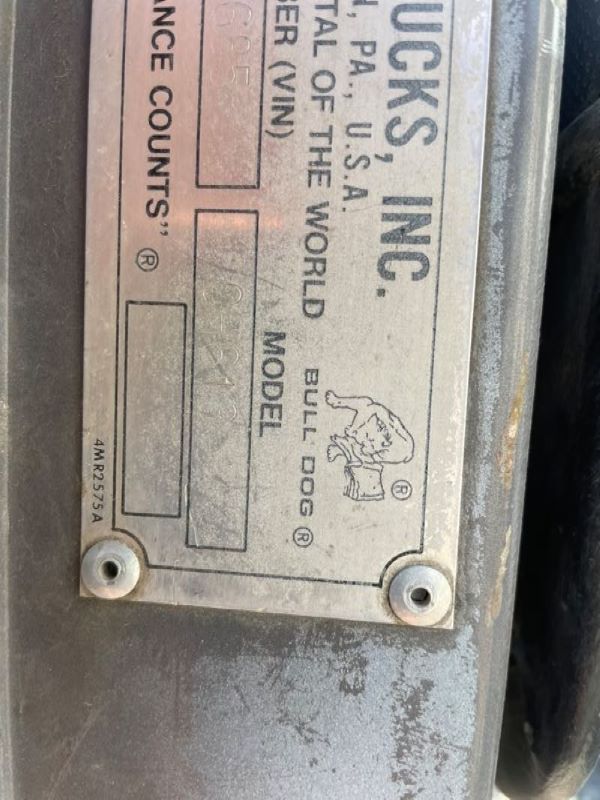 UCKS, INC.
N, PA., U.S.A.
TAL OF THE WORLD
BER (VIN)
MODEL
ANCE COUNTS" ®
BULL DOG®
®
4MR2575A